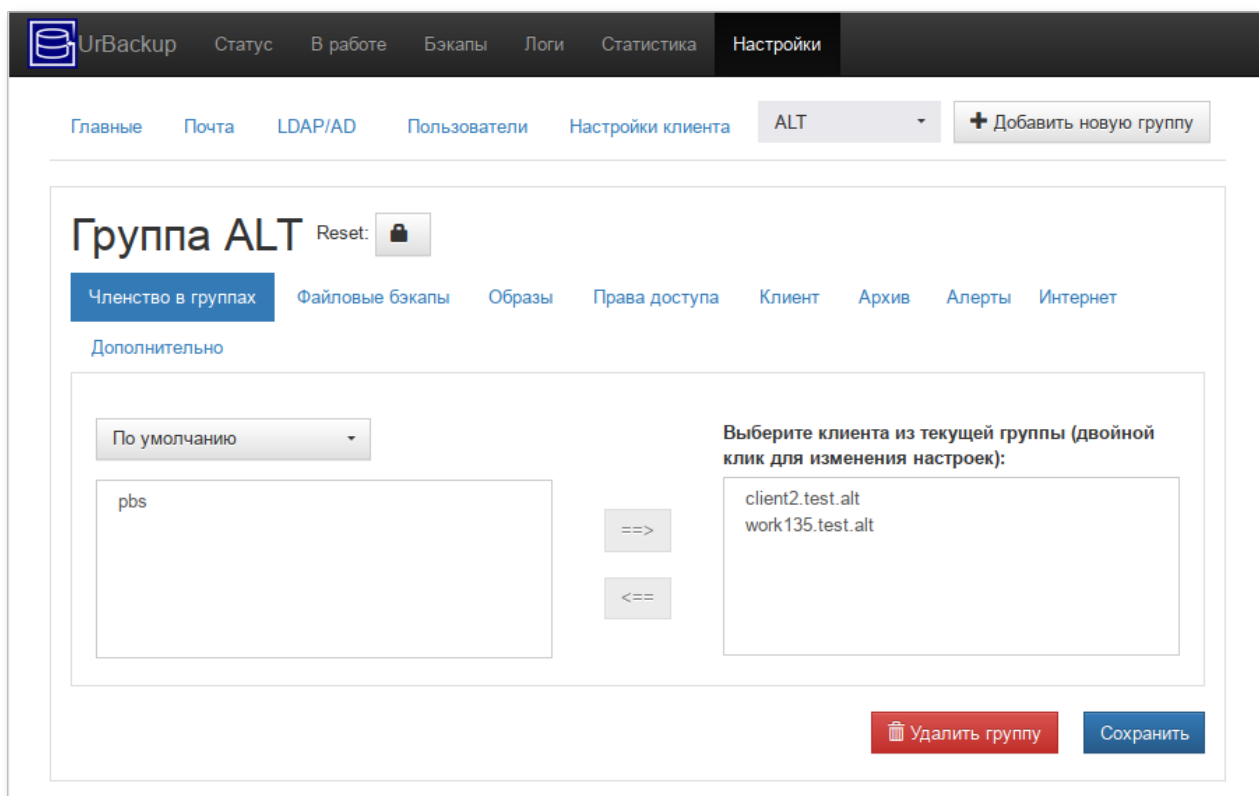 UrBackup Статус В работе Бэкапы Логи Статистика Настройки
Главные Почта LDAP/AD Пользователи Настройки клиента ALT Добавить новую группу
Группа ALT Reset:
Членство в группах Файловые бэкапы Образы Права доступа Клиент Архив Алерты Интернет
Дополнительно
По умолчанию
Выберите клиента из текущей группы (двойной
клик для изменения настроек):
pbs
==>
<==
client2.test.alt
work135.test.alt
Удалить группу Сохранить